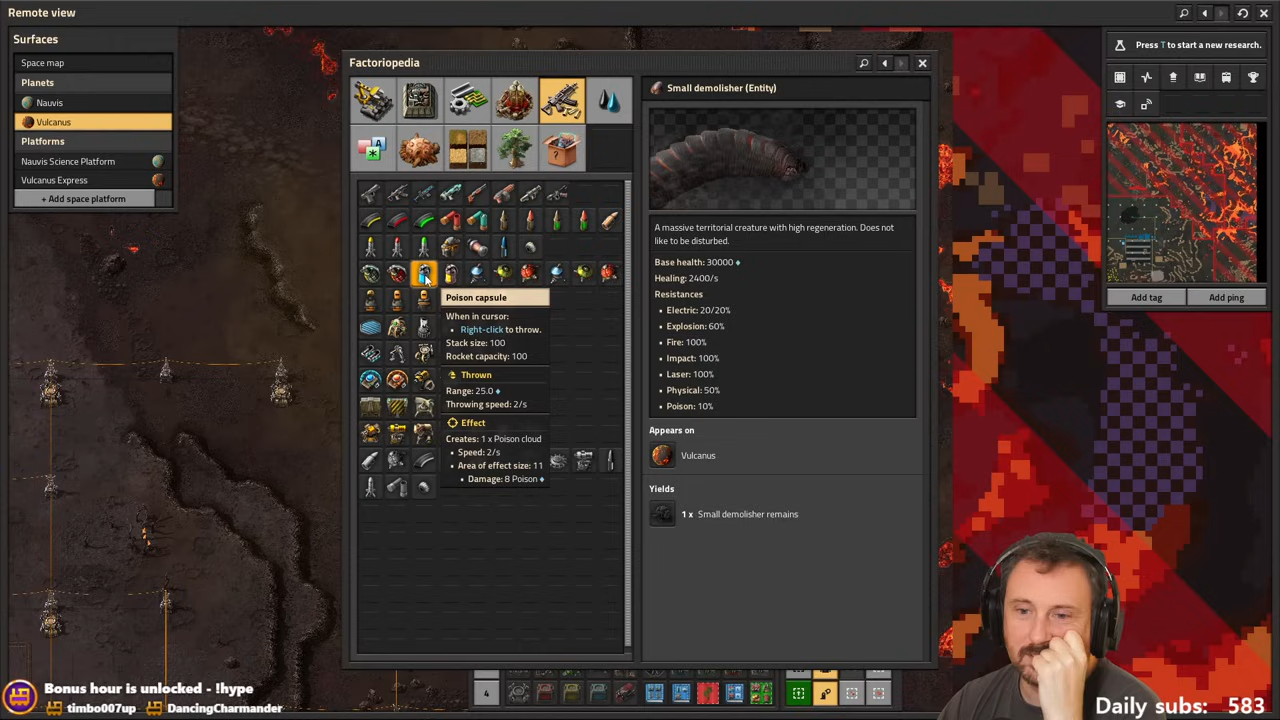 Remote view
Surfaces
Space map
Planets
Nauvis
Vulcanus
Platforms
Nauvis Science Platform
Vulcanus Express
+ Add space platform
Factoriopedia
Poison capsule
When in cursor:
• Right-click to throw.
Stack size: 100
Rocket capacity: 100
Thrown
Range: 25.0
Throwing speed: 2/s
Effect
Creates: 1 x Poison cloud
• Speed: 2/s
• Area of effect size: 11
• Damage: 8 Poison
Small demolisher (Entity)
A massive territorial creature with high regeneration. Does not
like to be disturbed.
Base health: 30000
Healing: 2400/s
Resistances
• Electric: 20/20%
• Explosion: 60%
• Fire: 100%
• Impact: 100%
• Laser: 100%
• Physical: 50%
• Poison: 10%
Appears on
Vulcanus
Yields
1 x Small demolisher remains
Press T to start a new research.
Add tag
Add ping
4
Bonus hour is unlocked - !hype
timbo007up
DancingCharmander
Daily subs: 583